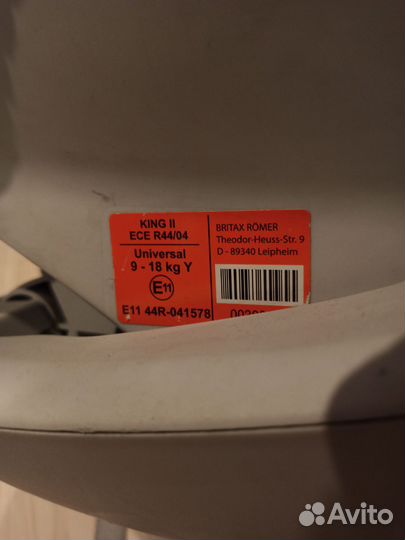 KING II
ECE R44/04
Universal
9 - 18 kg Y
E11
E11 44R-041578
BRITAX RÖMER
Theodor-Heuss-Str. 9
D - 89340 Leipheim
Avito